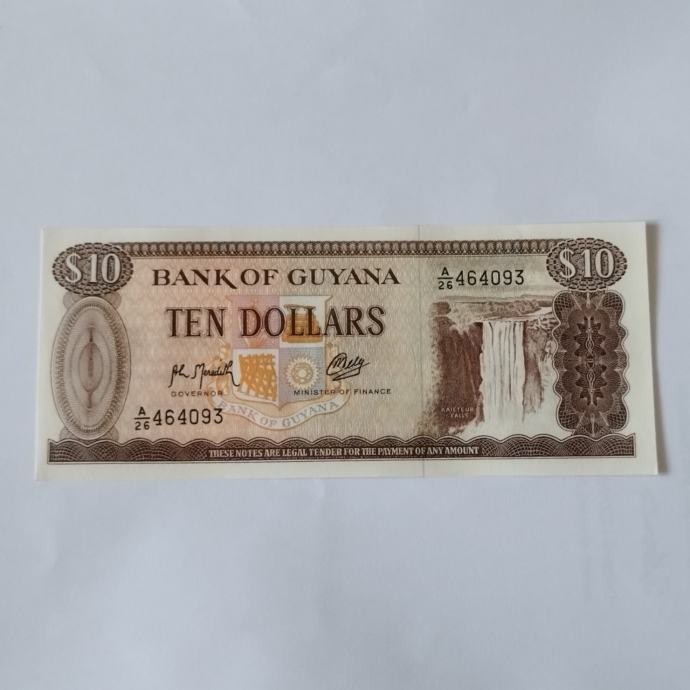 $10
BANK OF GUYANA
A/26 464093
$10
TEN DOLLARS
GOVERNOR
MINISTER OF FINANCE
BANK OF GUYANA
A/26 464093
KAIETEUR
FALLS
THESE NOTES ARE LEGAL TENDER FOR THE PAYMENT OF ANY AMOUNT